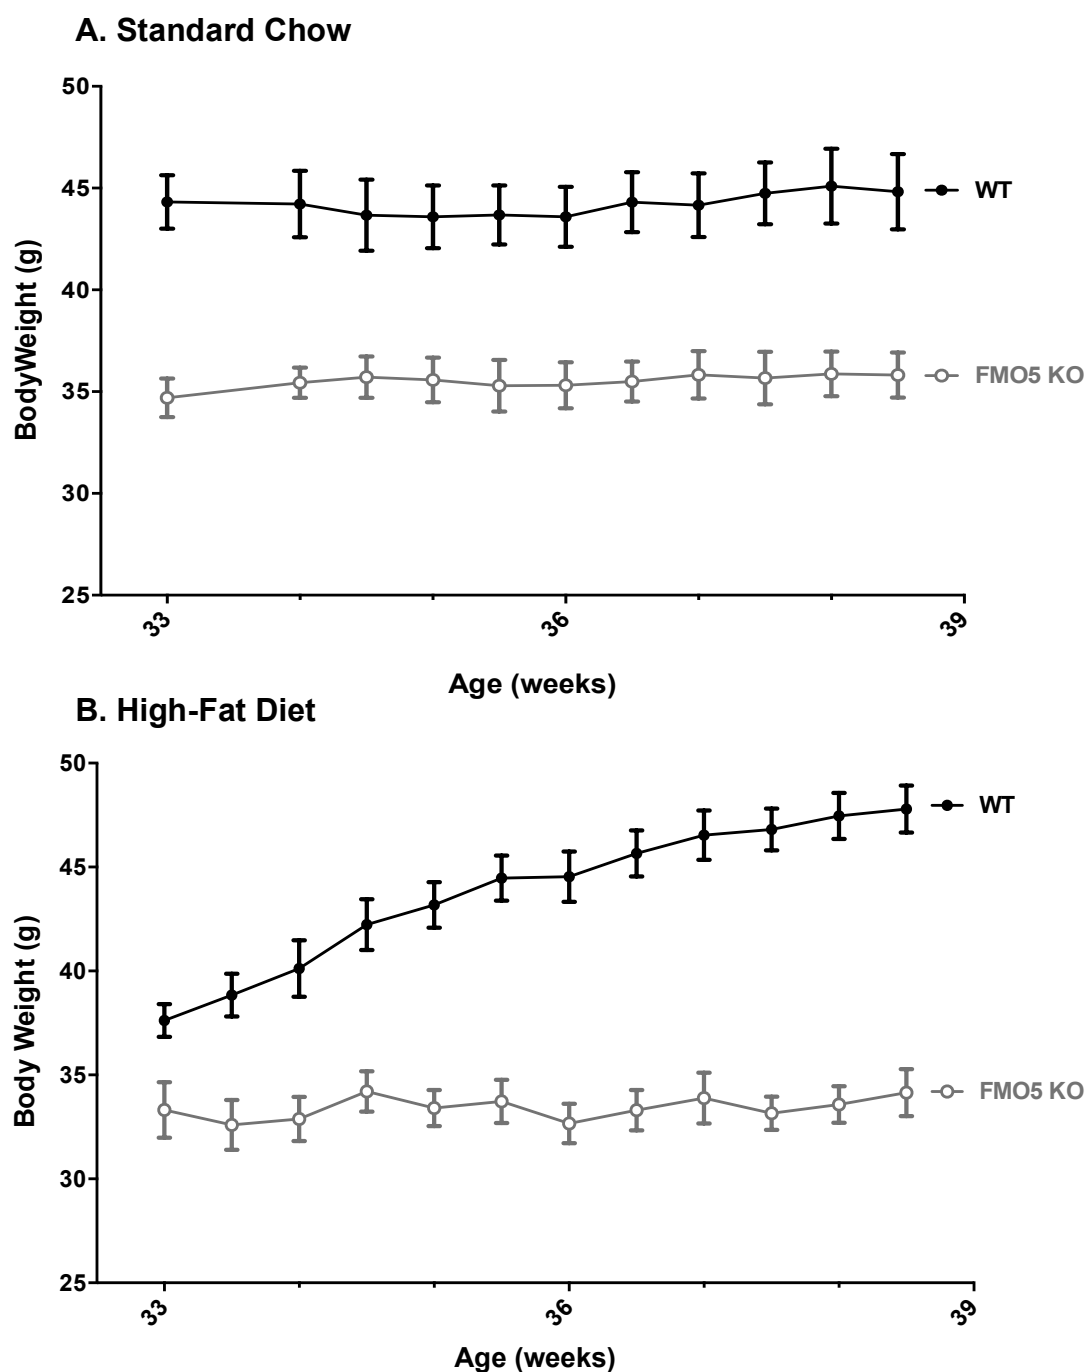 A. Standard Chow
50
45
40
35
30
25
BodyWeight (g)
WT
FMO5 KO
33
36
39
Age (weeks)
B. High-Fat Diet
50
45
40
35
30
25
Body Weight (g)
WT
FMO5 KO
33
36
39
Age (weeks)